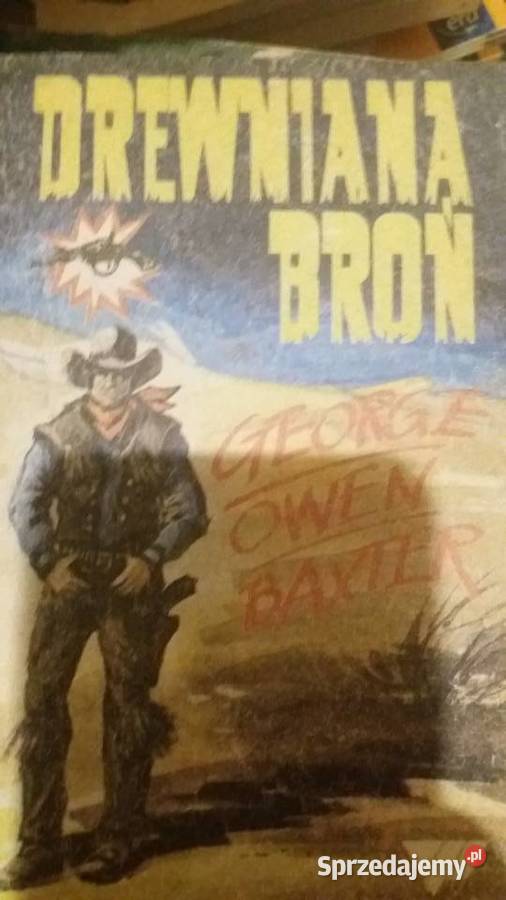 DREWNIANA
BROŃ
GEORGE
OWEN
BAXTER
Sprzedajemy.pl